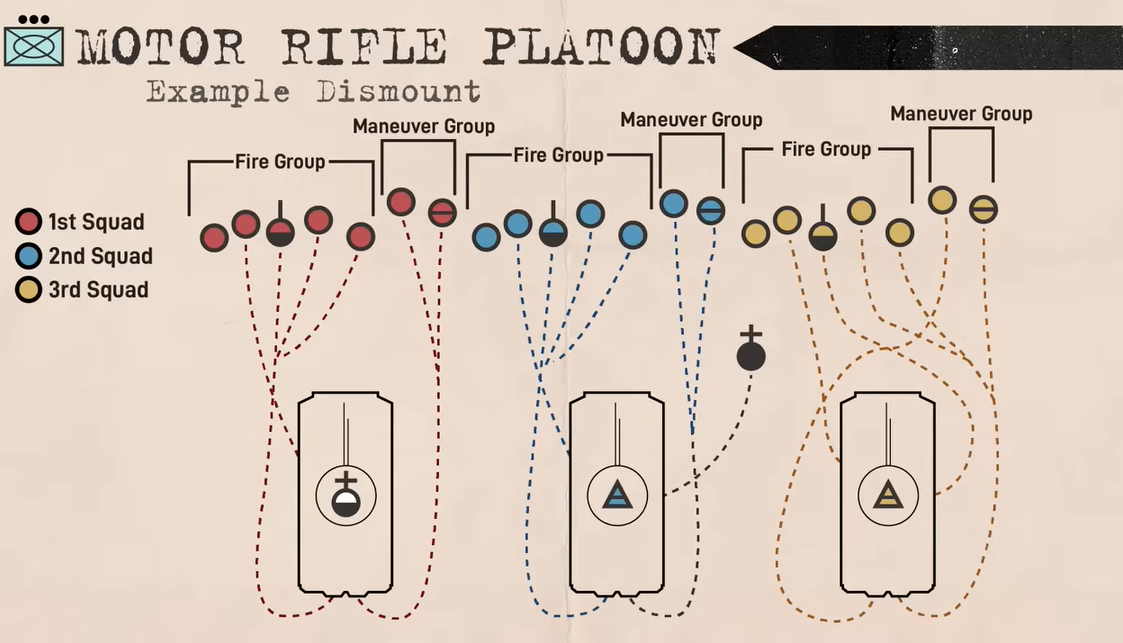 MOTOR RIFLE PLATOON
Example Dismount
Maneuver Group
Maneuver Group
Maneuver Group
Fire Group
Fire Group
Fire Group
1st Squad
2nd Squad
3rd Squad